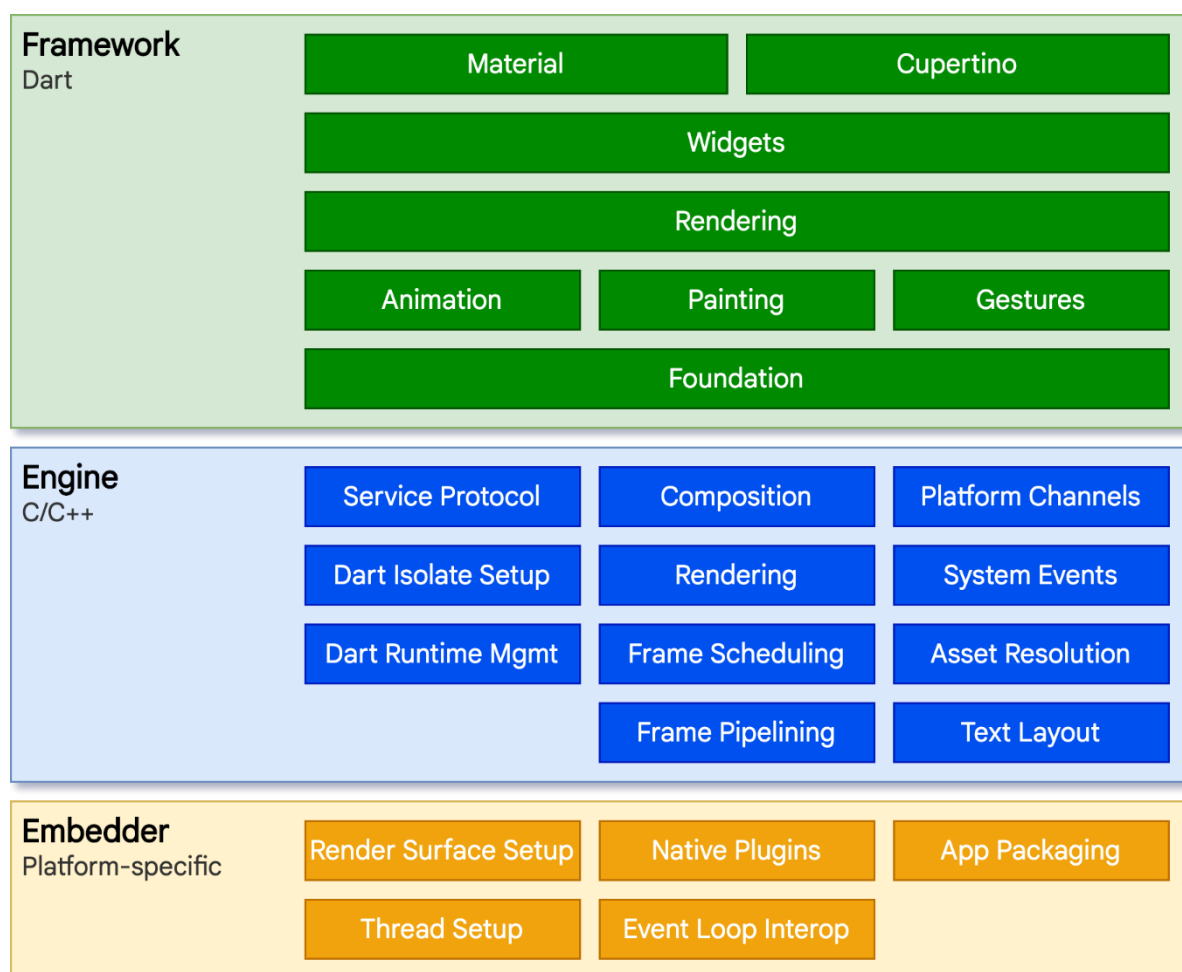 Framework
Dart
Material
Cupertino
Widgets
Rendering
Animation
Painting
Gestures
Foundation
Engine
C/C++
Service Protocol
Composition
Platform Channels
Dart Isolate Setup
Rendering
System Events
Dart Runtime Mgmt
Frame Scheduling
Asset Resolution
Frame Pipelining
Text Layout
Embedder
Platform-specific
Render Surface Setup
Native Plugins
App Packaging
Thread Setup
Event Loop Interop